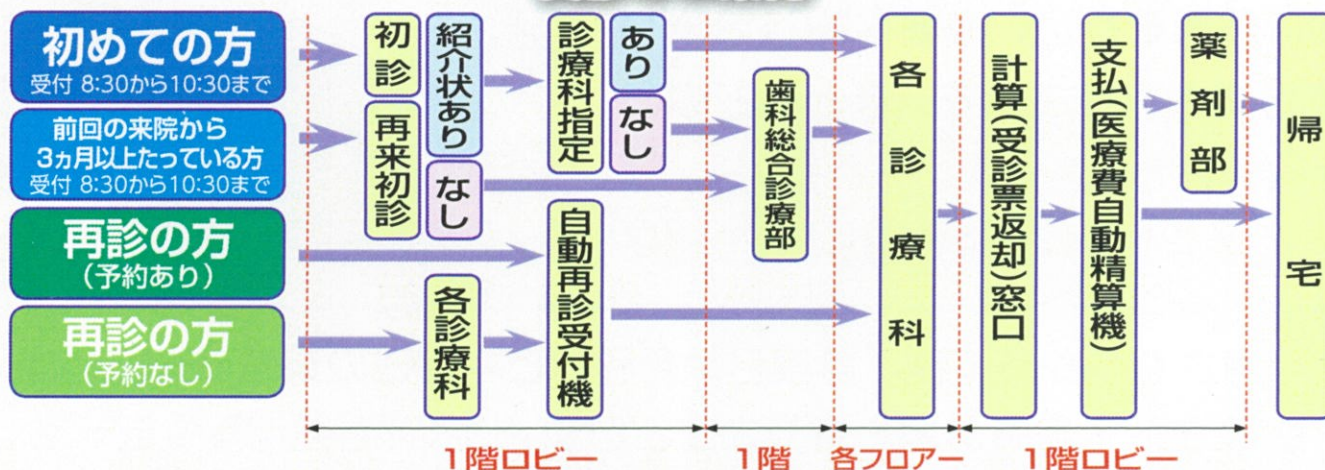 初めての方
受付 8:30から10:30まで
前回の来院から
3ヵ月以上たっている方
受付 8:30から10:30まで
再診の方
(予約あり)
再診の方
(予約なし)
初診
再来初診
紹介状あり
なし
各診療科
診療科指定
自動再診受付機
あり
なし
歯科総合診療部
各診療科
計算(受診票返却)窓口
支払(医療費自動精算機)
薬剤部
帰宅
1階ロビー
1階
各フロアー
1階ロビー